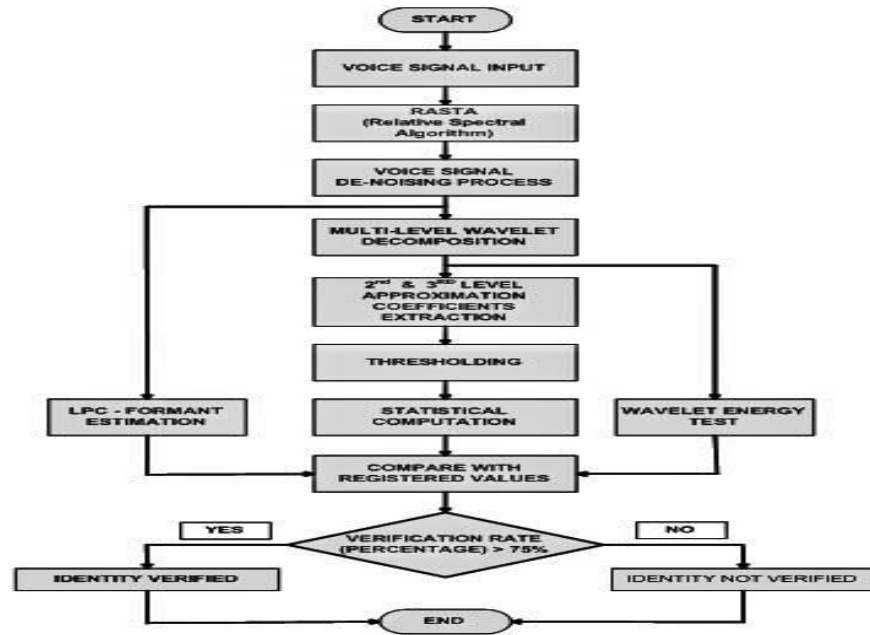 START
VOICE SIGNAL INPUT
RASTA
(Relative Spectral
Algorithm)
VOICE SIGNAL
DE-NOISING PROCESS
MULTI-LEVEL WAVELET
DECOMPOSITION
2nd & 3RD LEVEL
APPROXIMATION
COEFFICIENTS
EXTRACTION
THRESHOLDING
LPC - FORMANT
ESTIMATION
STATISTICAL
COMPUTATION
WAVELET ENERGY
TEST
COMPARE WITH
REGISTERED VALUES
YES
VERIFICATION RATE
(PERCENTAGE) > 75%
NO
IDENTITY VERIFIED
IDENTITY NOT VERIFIED
END